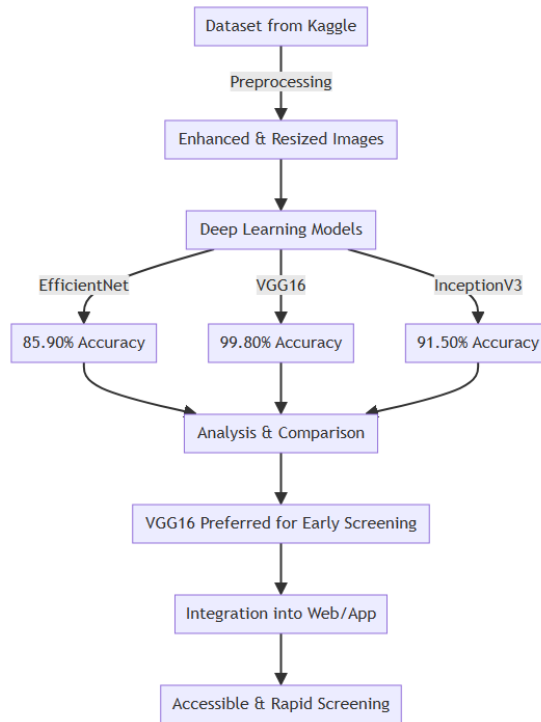 Dataset from Kaggle
Preprocessing
Enhanced & Resized Images
Deep Learning Models
EfficientNet
VGG16
InceptionV3
85.90% Accuracy
99.80% Accuracy
91.50% Accuracy
Analysis & Comparison
VGG16 Preferred for Early Screening
Integration into Web/App
Accessible & Rapid Screening